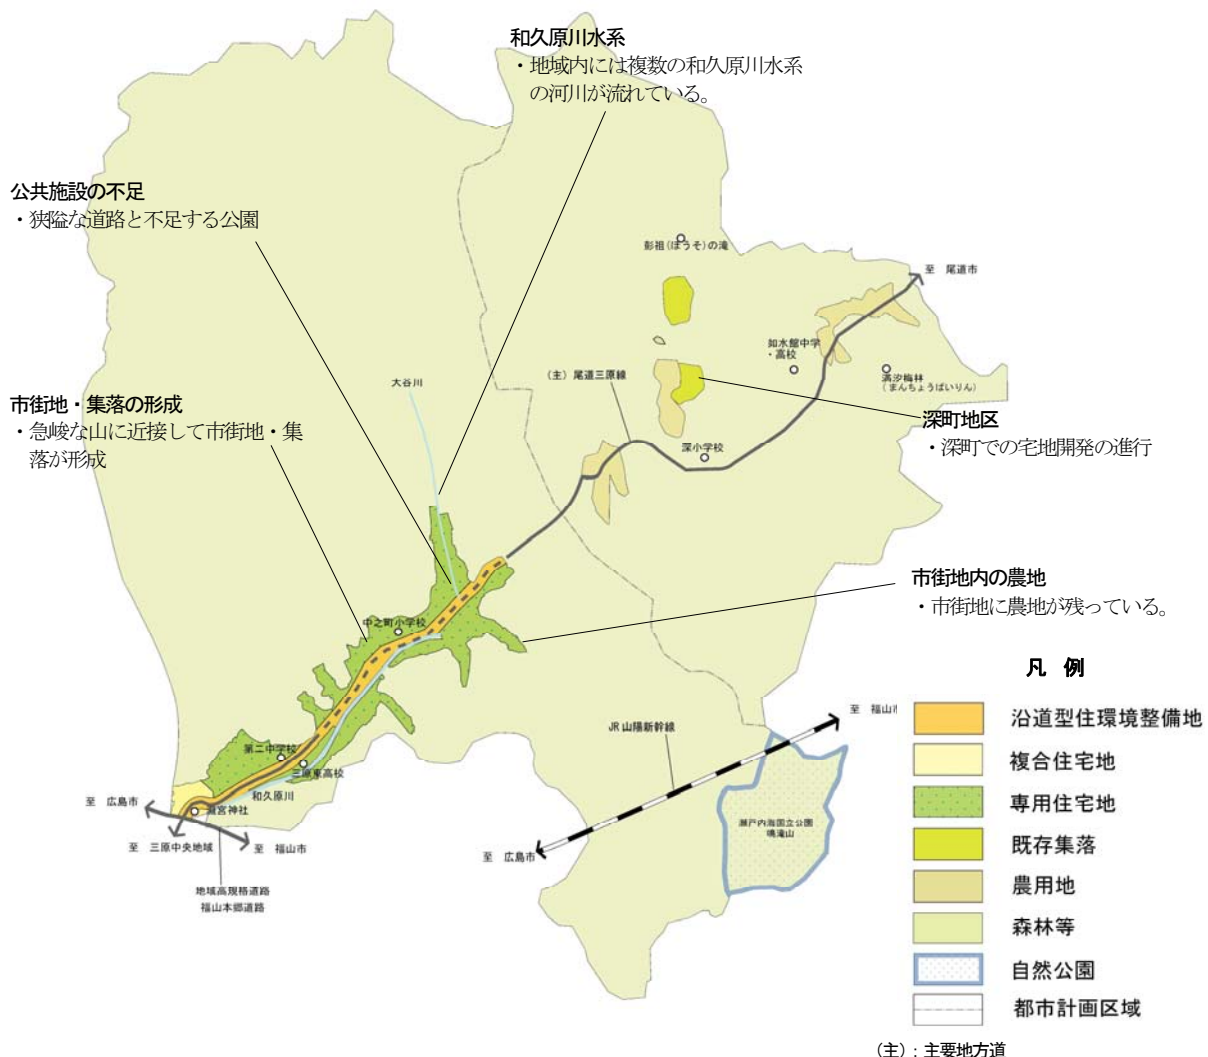 和久原川水系
・地域内には複数の和久原川水系
の河川が流れている。
公共施設の不足
・狭隘な道路と不足する公園
彭祖(ぼうそ)の滝
至 尾道市
如水館中学
・高校
(主)尾道三原線
満汐梅林
(まんちょうばいりん)
大谷川
市街地・集落の形成
・急峻な山に近接して市街地・集
落が形成
深町地区
・深町での宅地開発の進行
深小学校
市街地内の農地
・市街地に農地が残っている。
中之町小学校
凡 例
沿道型住環境整備地
複合住宅地
専用住宅地
既存集落
農用地
森林等
自然公園
都市計画区域
(主):主要地方道
JR山陽新幹線
至 福山市
第二中学校
三原東高校
和久原川
瀧宮神社
至 広島市
至 三原中央地域
至 福山市
地域高規格道路
福山本郷道路
至 広島市
瀬戸内海国立公園
鳴滝山